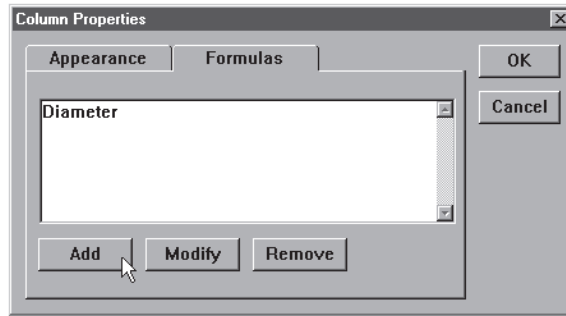 Column Properties
Appearance Formulas
OK
Diameter
Cancel
Add Modify Remove